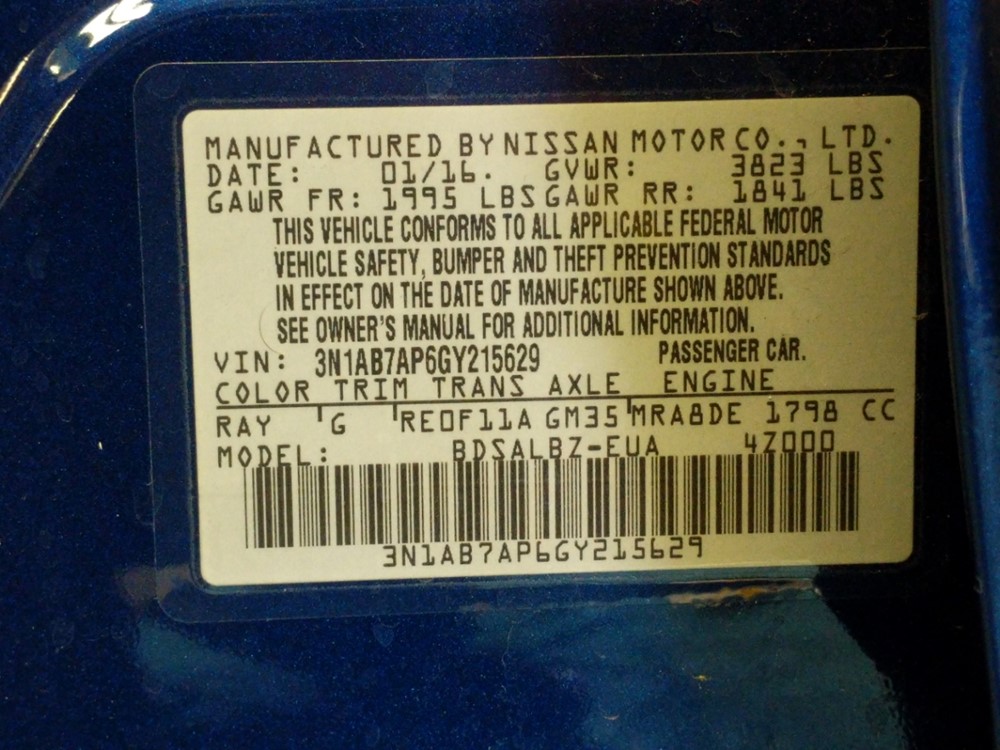 MANUFACTURED BY NISSAN MOTOR CO., LTD.
DATE: 01/16. GVWR: 3823 LBS
GAWR FR: 1995 LBS GAWR RR: 1841 LBS
THIS VEHICLE CONFORMS TO ALL APPLICABLE FEDERAL MOTOR
VEHICLE SAFETY, BUMPER AND THEFT PREVENTION STANDARDS
IN EFFECT ON THE DATE OF MANUFACTURE SHOWN ABOVE.
SEE OWNER'S MANUAL FOR ADDITIONAL INFORMATION.
VIN: 3N1AB7AP6GY215629 PASSENGER CAR.
COLOR TRIM TRANS AXLE ENGINE
RAY G RE0F11A GM35 MRA8DE 1798 CC
MODEL: BDSALBZ-EUA 4Z000
3N1AB7AP6GY215629